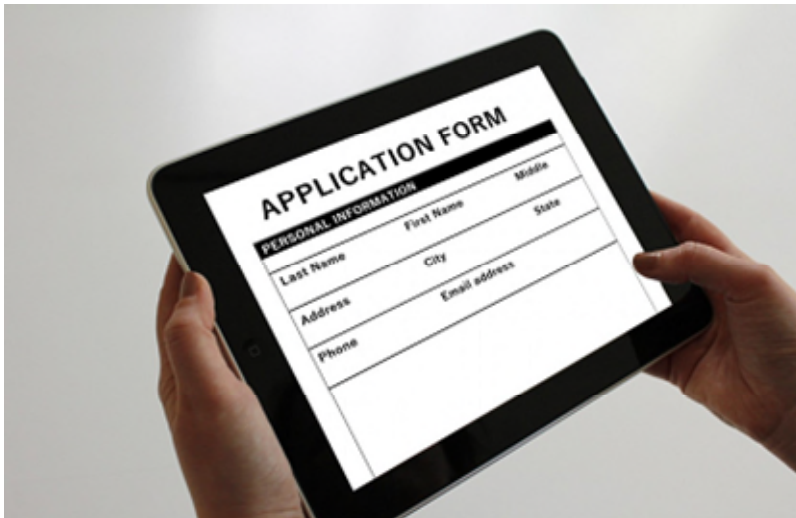 APPLICATION FORM
PERSONAL INFORMATION
Last Name First Name Middle
Address City State
Phone Email address